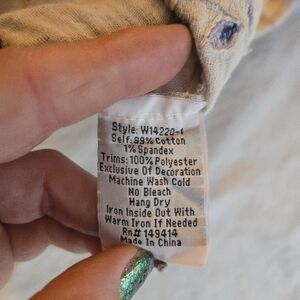 Style: W14220-1
Self: 99% Cotton
1% Spandex
Trims: 100% Polyester
Exclusive Of Decoration
Machine Wash Cold
No Bleach
Hang Dry
Iron Inside Out With
Warm Iron If Needed
Rn# 149414
Made In China